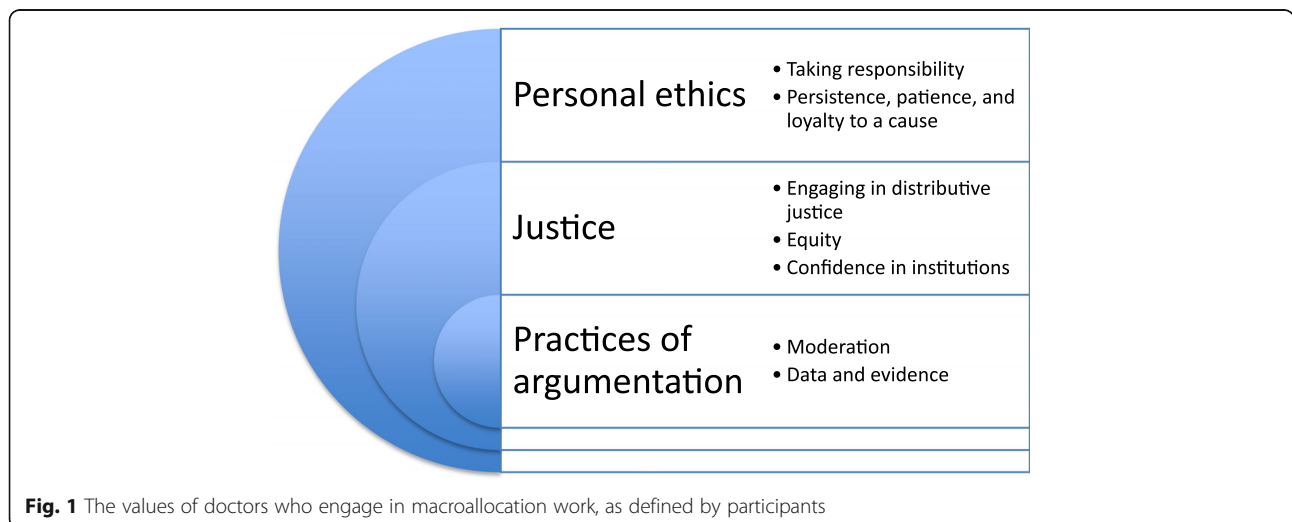 Personal ethics
• Taking responsibility
• Persistence, patience, and
loyalty to a cause
Justice
• Engaging in distributive
justice
• Equity
• Confidence in institutions
Practices of
argumentation
• Moderation
• Data and evidence
Fig. 1 The values of doctors who engage in macroallocation work, as defined by participants